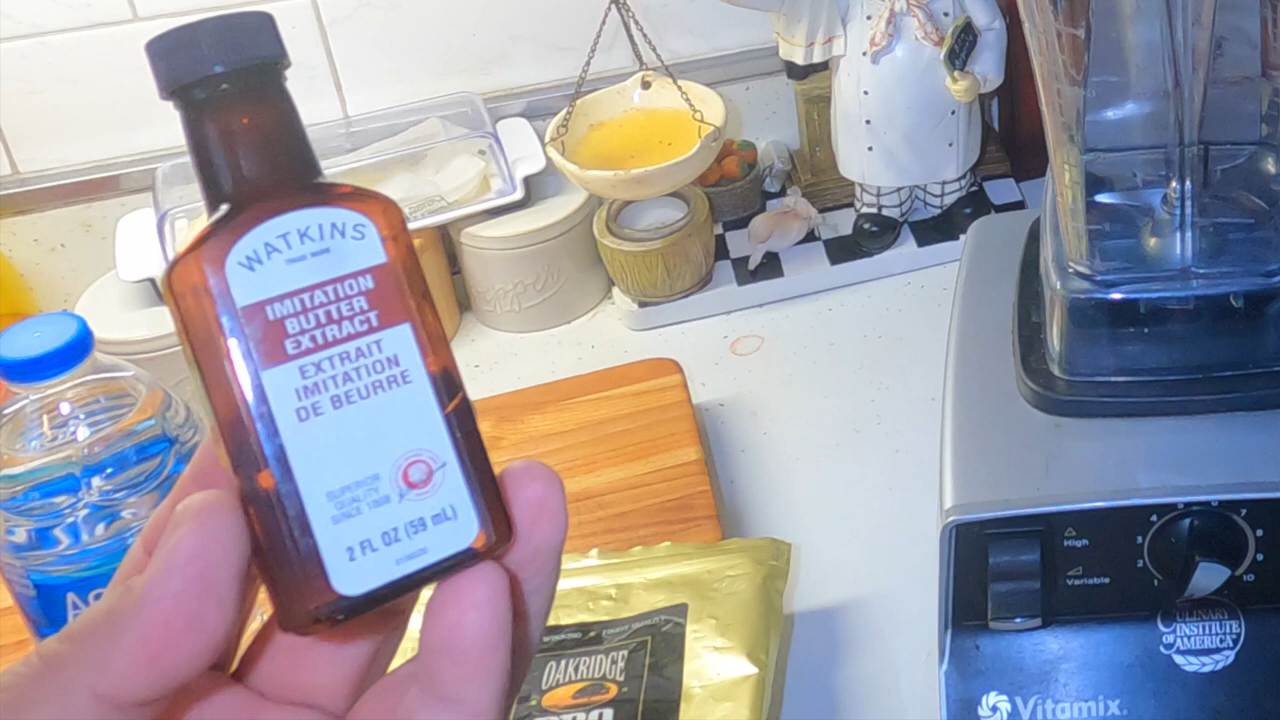 WATKINS
TRADE MARK
IMITATION
BUTTER
EXTRACT
EXTRAIT
IMITATION
DE BEURRE
SUPERIOR
QUALITY
SINCE 1868
2 FL OZ (59 mL)
OAKRIDGE
BBQ
High
Variable
1
2
3
4
5
6
7
8
9
10
CULINARY
INSTITUTE
OF AMERICA
Vitamix